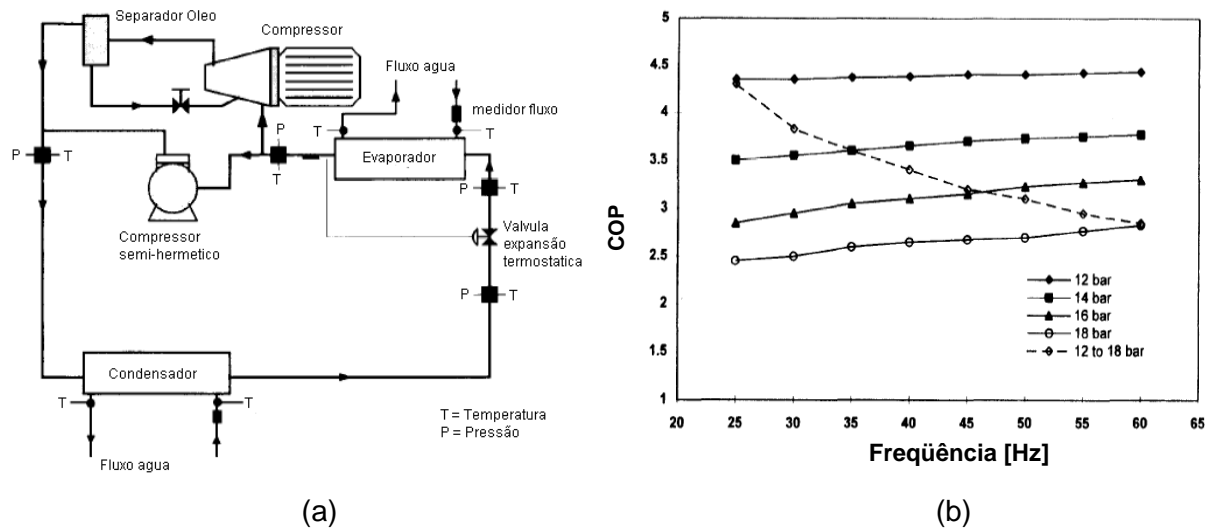 Separador Oleo
Compressor
Fluxo agua
medidor fluxo
T
T
P
T
Evaporador
P
T
P
T
Compressor
semi-hermetico
Valvula
expansão
termostatica
P
T
Condensador
T
T
T = Temperatura
P = Pressão
Fluxo agua
(a)
5
4.5
4
3.5
3
2.5
2
1.5
1
COP
12 bar
14 bar
16 bar
18 bar
12 to 18 bar
20 25 30 35 40 45 50 55 60 65
Freqüência [Hz]
(b)